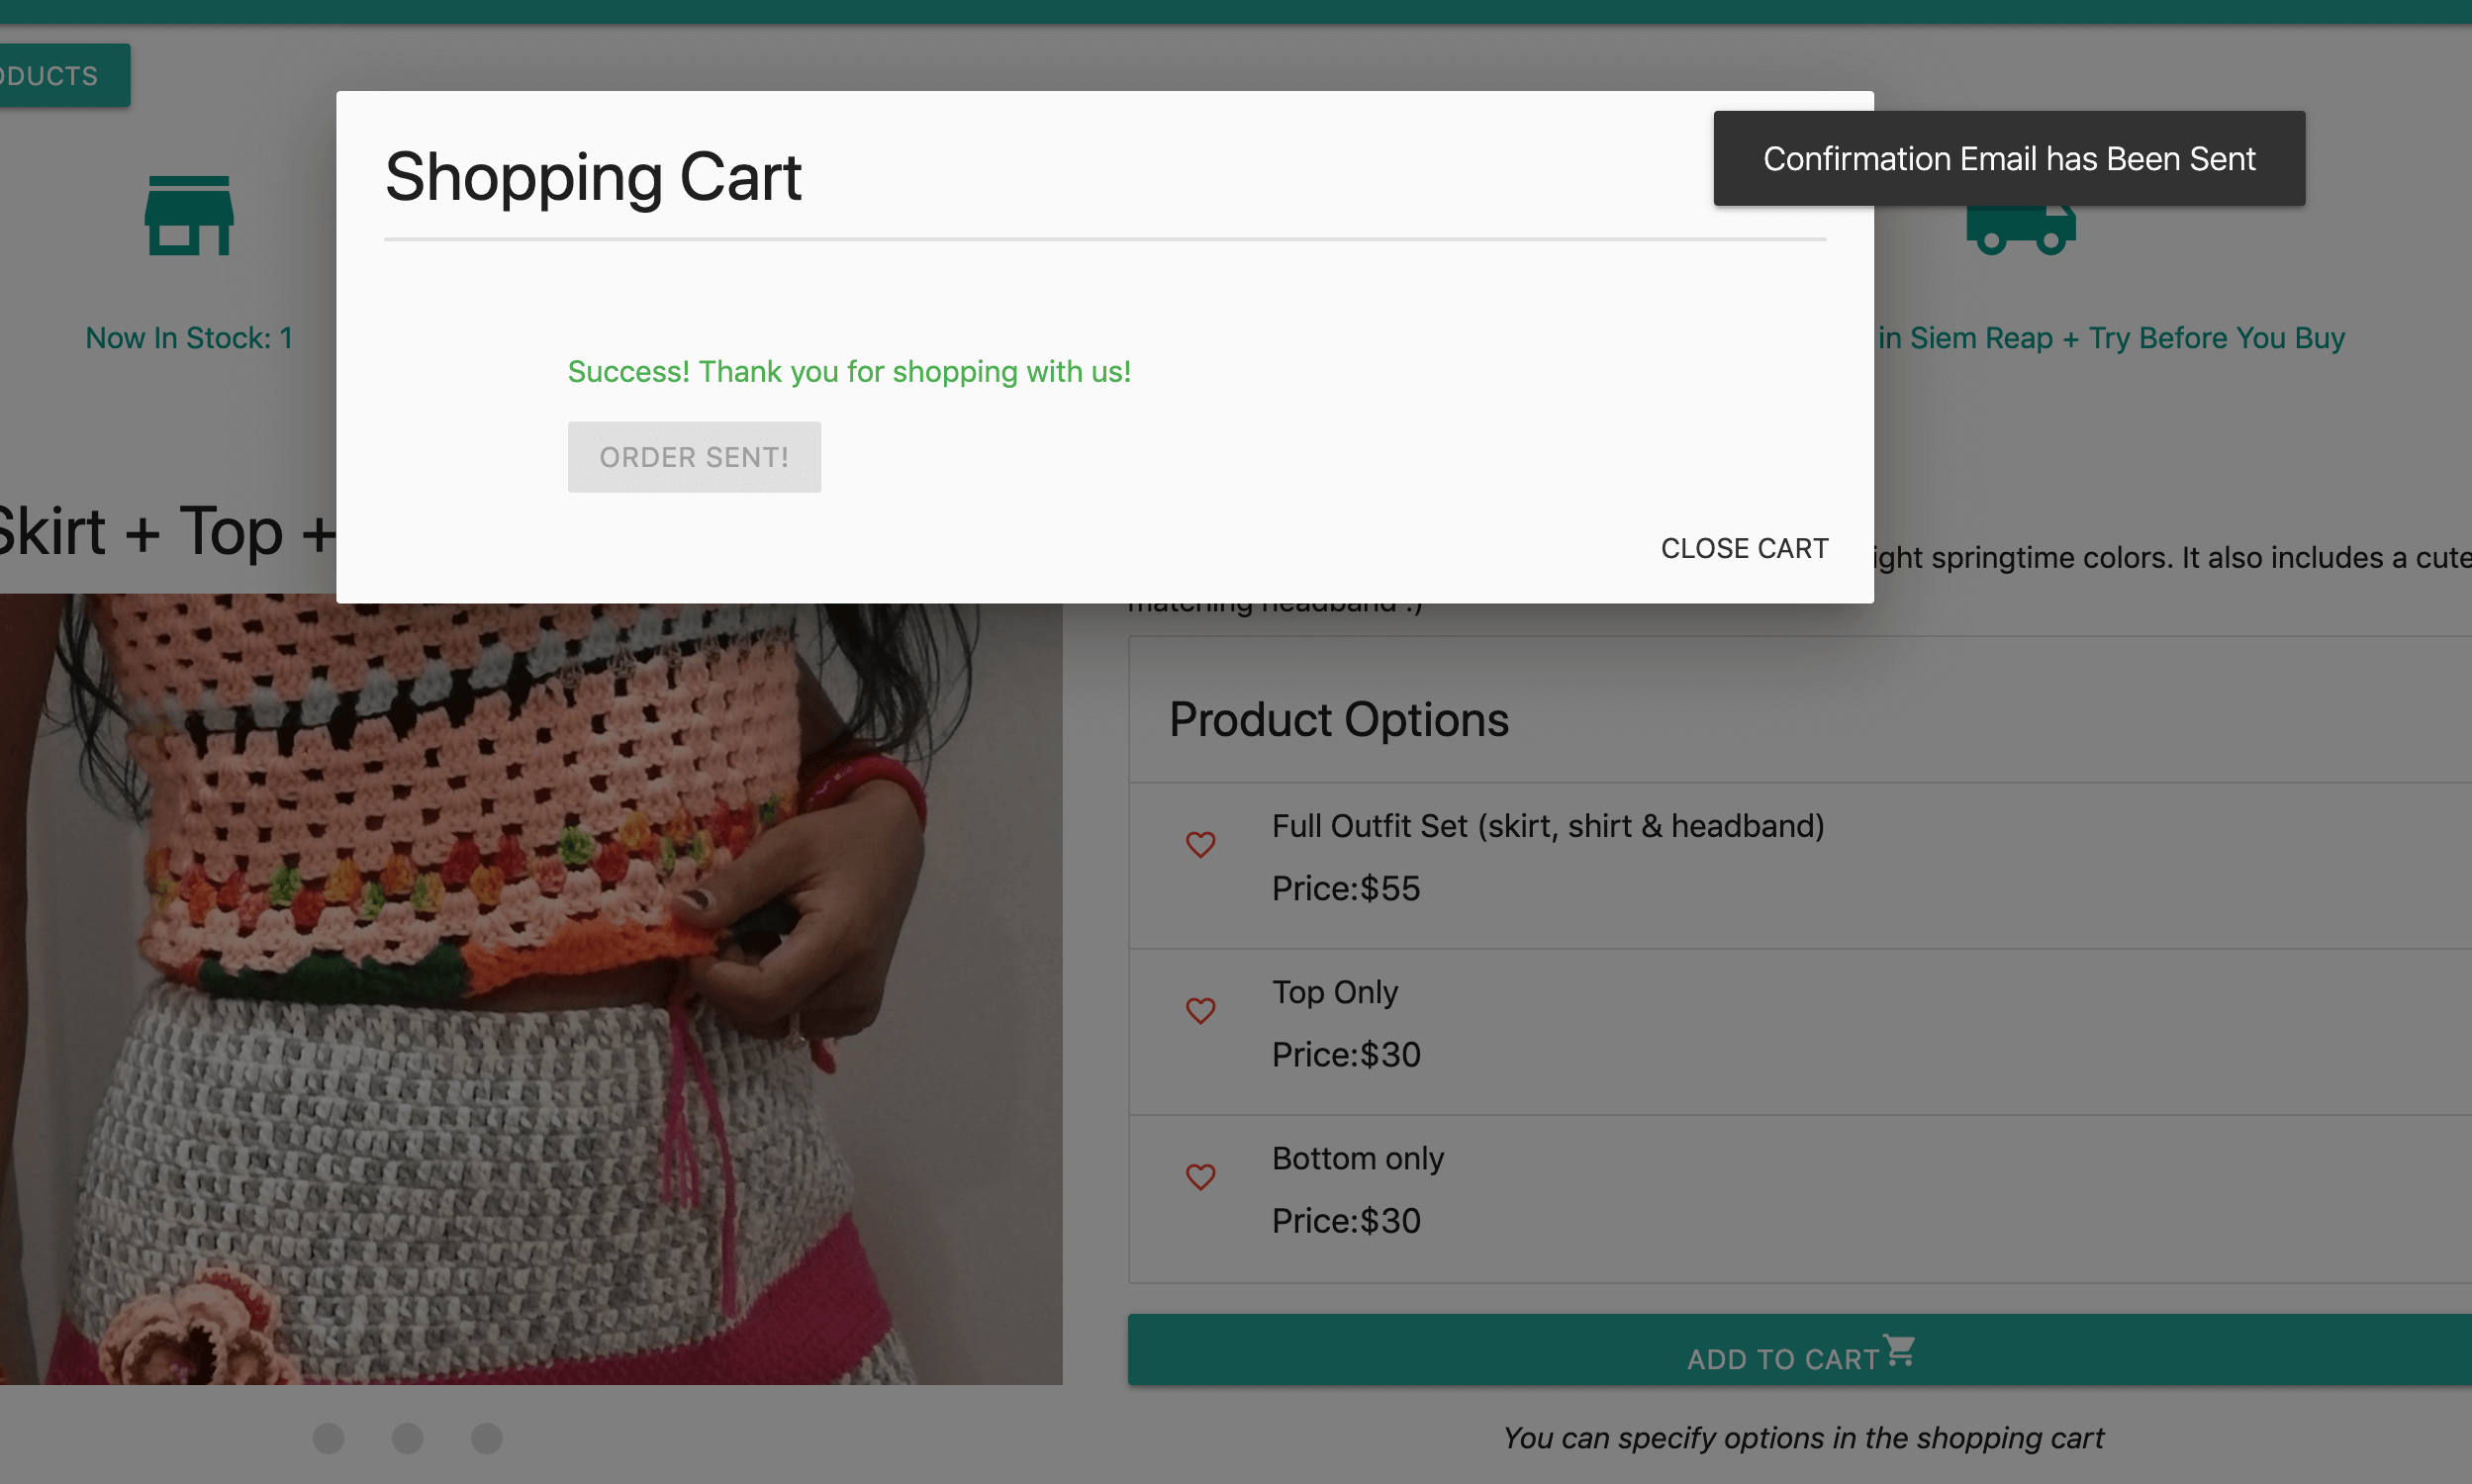 ODUCTS
Shopping Cart
Confirmation Email has Been Sent
Now In Stock: 1
in Siem Reap + Try Before You Buy
Success! Thank you for shopping with us!
ORDER SENT!
CLOSE CART
Skirt + Top +
ight springtime colors. It also includes a cute
matching headband :)
Product Options
Full Outfit Set (skirt, shirt & headband)
Price:$55
Top Only
Price:$30
Bottom only
Price:$30
ADD TO CART
You can specify options in the shopping cart